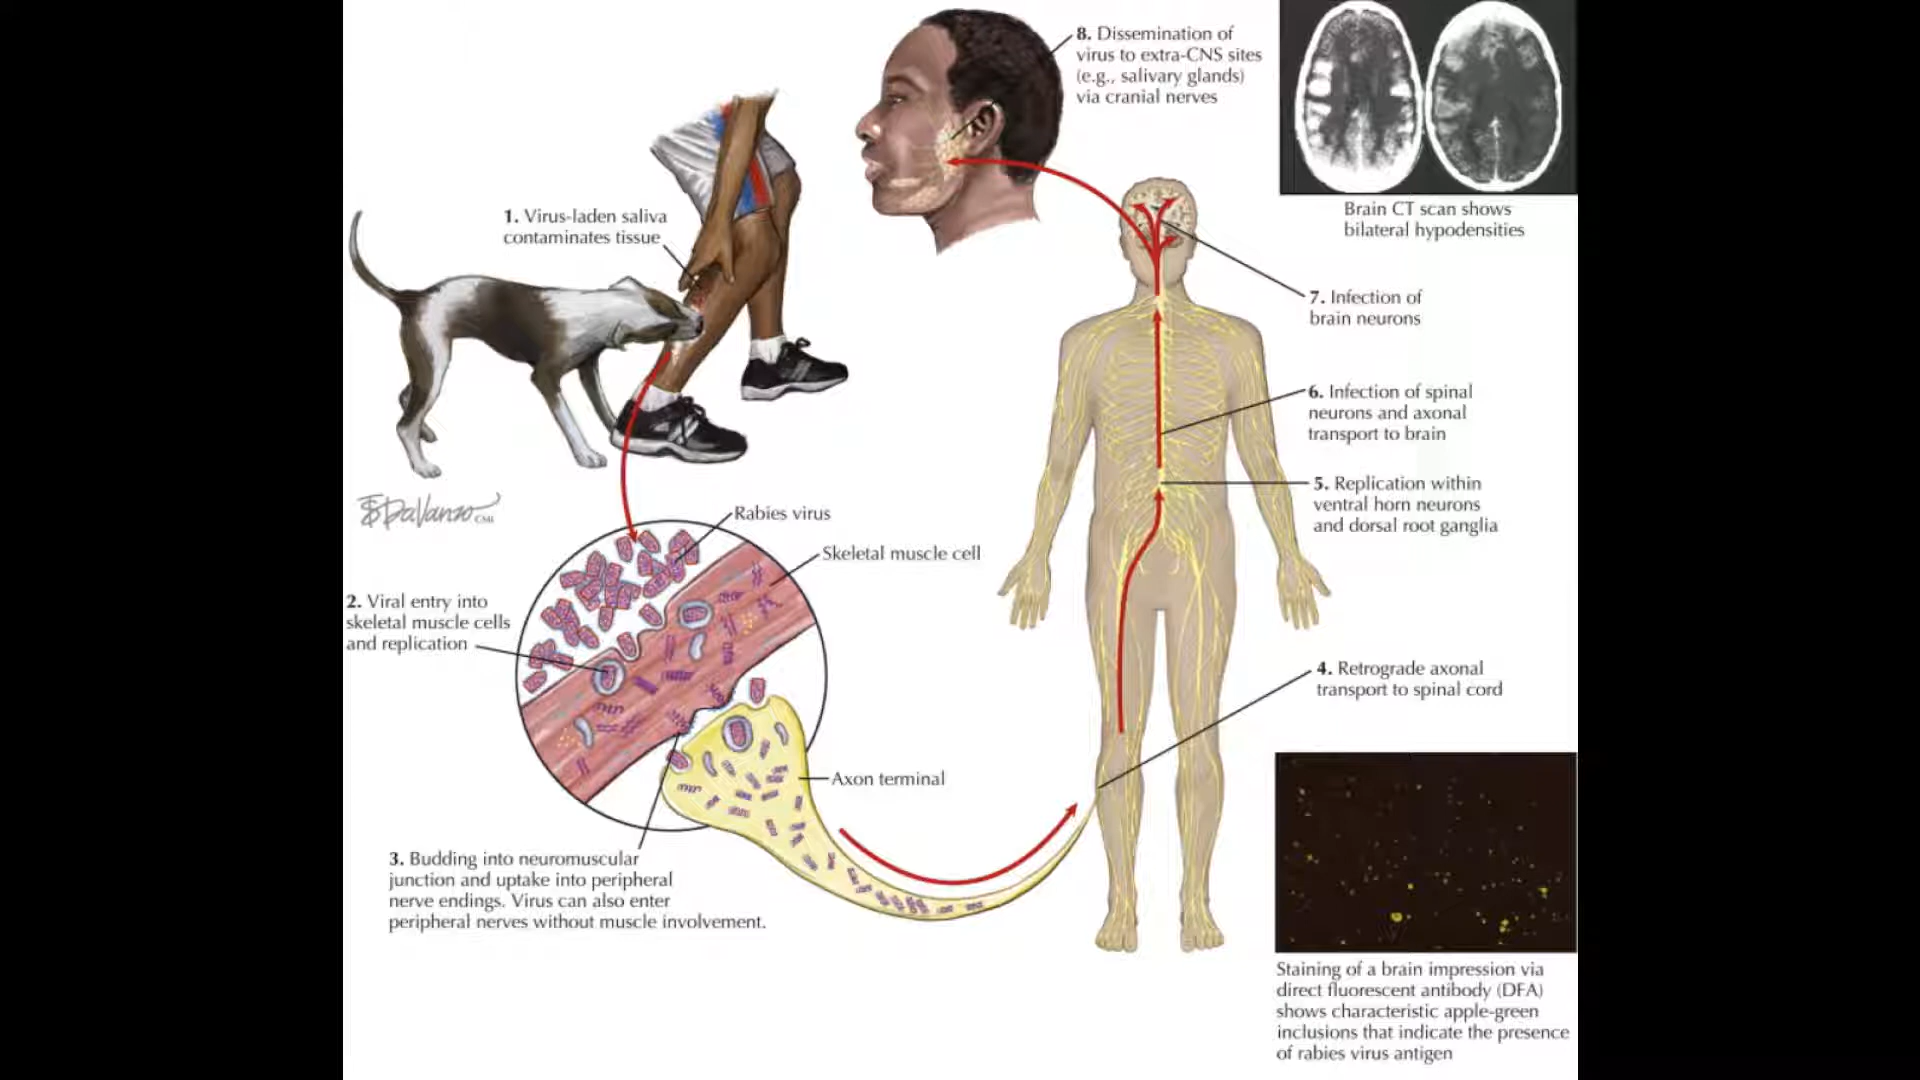 8. Dissemination of
virus to extra-CNS sites
(e.g., salivary glands)
via cranial nerves
Brain CT scan shows
bilateral hypodensities
1. Virus-laden saliva
contaminates tissue
7. Infection of
brain neurons
6. Infection of spinal
neurons and axonal
transport to brain
5. Replication within
ventral horn neurons
and dorsal root ganglia
Rabies virus
Skeletal muscle cell
2. Viral entry into
skeletal muscle cells
and replication
4. Retrograde axonal
transport to spinal cord
Axon terminal
3. Budding into neuromuscular
junction and uptake into peripheral
nerve endings. Virus can also enter
peripheral nerves without muscle involvement.
Staining of a brain impression via
direct fluorescent antibody (DFA)
shows characteristic apple-green
inclusions that indicate the presence
of rabies virus antigen